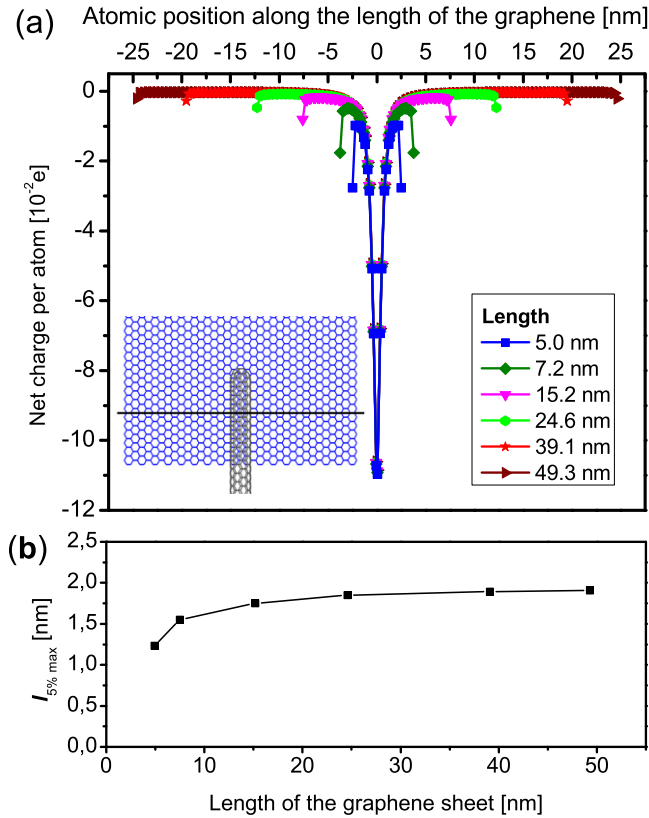 (a)
Atomic position along the length of the graphene [nm]
-25 -20 -15 -10 -5 0 5 10 15 20 25
Net charge per atom [10⁻²e]
0
-2
-4
-6
-8
-10
-12
Length
5.0 nm
7.2 nm
15.2 nm
24.6 nm
39.1 nm
49.3 nm
(b)
l5% max [nm]
2,5
2,0
1,5
1,0
0,5
0,0
0 10 20 30 40 50
Length of the graphene sheet [nm]